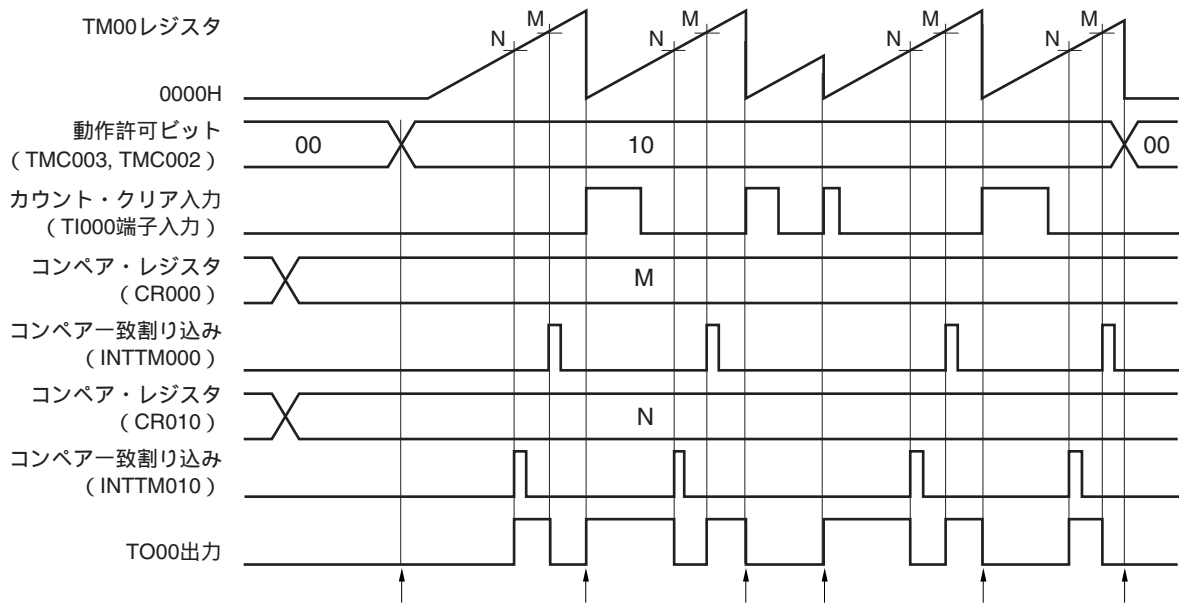 TM00レジスタ
N M N M N M N M
0000H
動作許可ビット
(TMC003, TMC002)
00 10 00
カウント・クリア入力
(TI000端子入力)
コンペア・レジスタ
(CR000)
M
コンペア一致割り込み
(INTTM000)
コンペア・レジスタ
(CR010)
N
コンペア一致割り込み
(INTTM010)
TO00出力